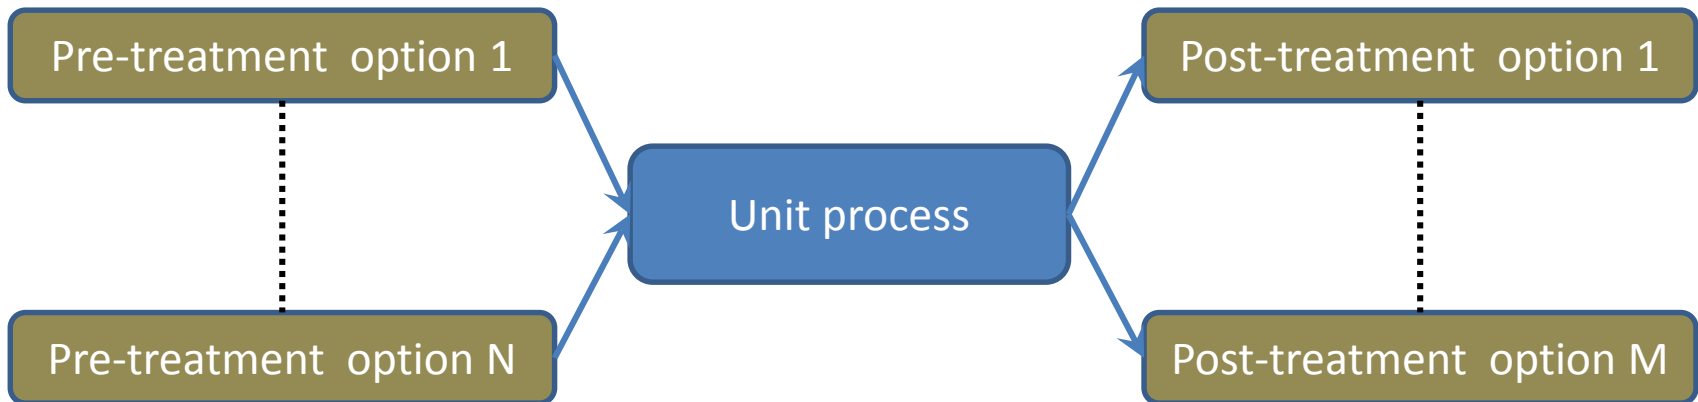 Pre-treatment option 1
Post-treatment option 1
Unit process
Pre-treatment option N
Post-treatment option M